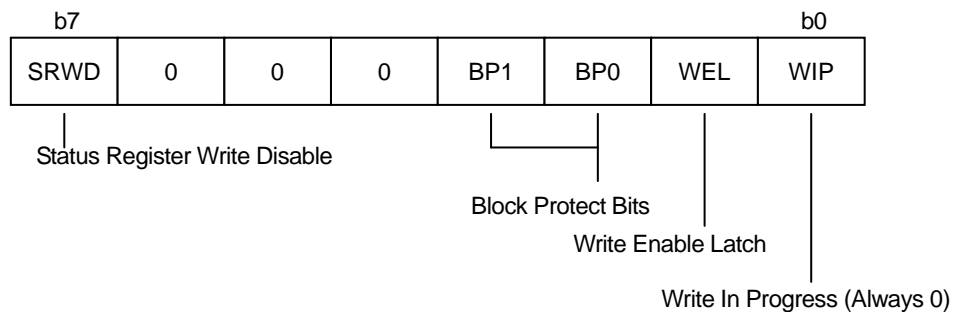 b7 b0
SRWD 0 0 0 BP1 BP0 WEL WIP
Status Register Write Disable
Block Protect Bits
Write Enable Latch
Write In Progress (Always 0)